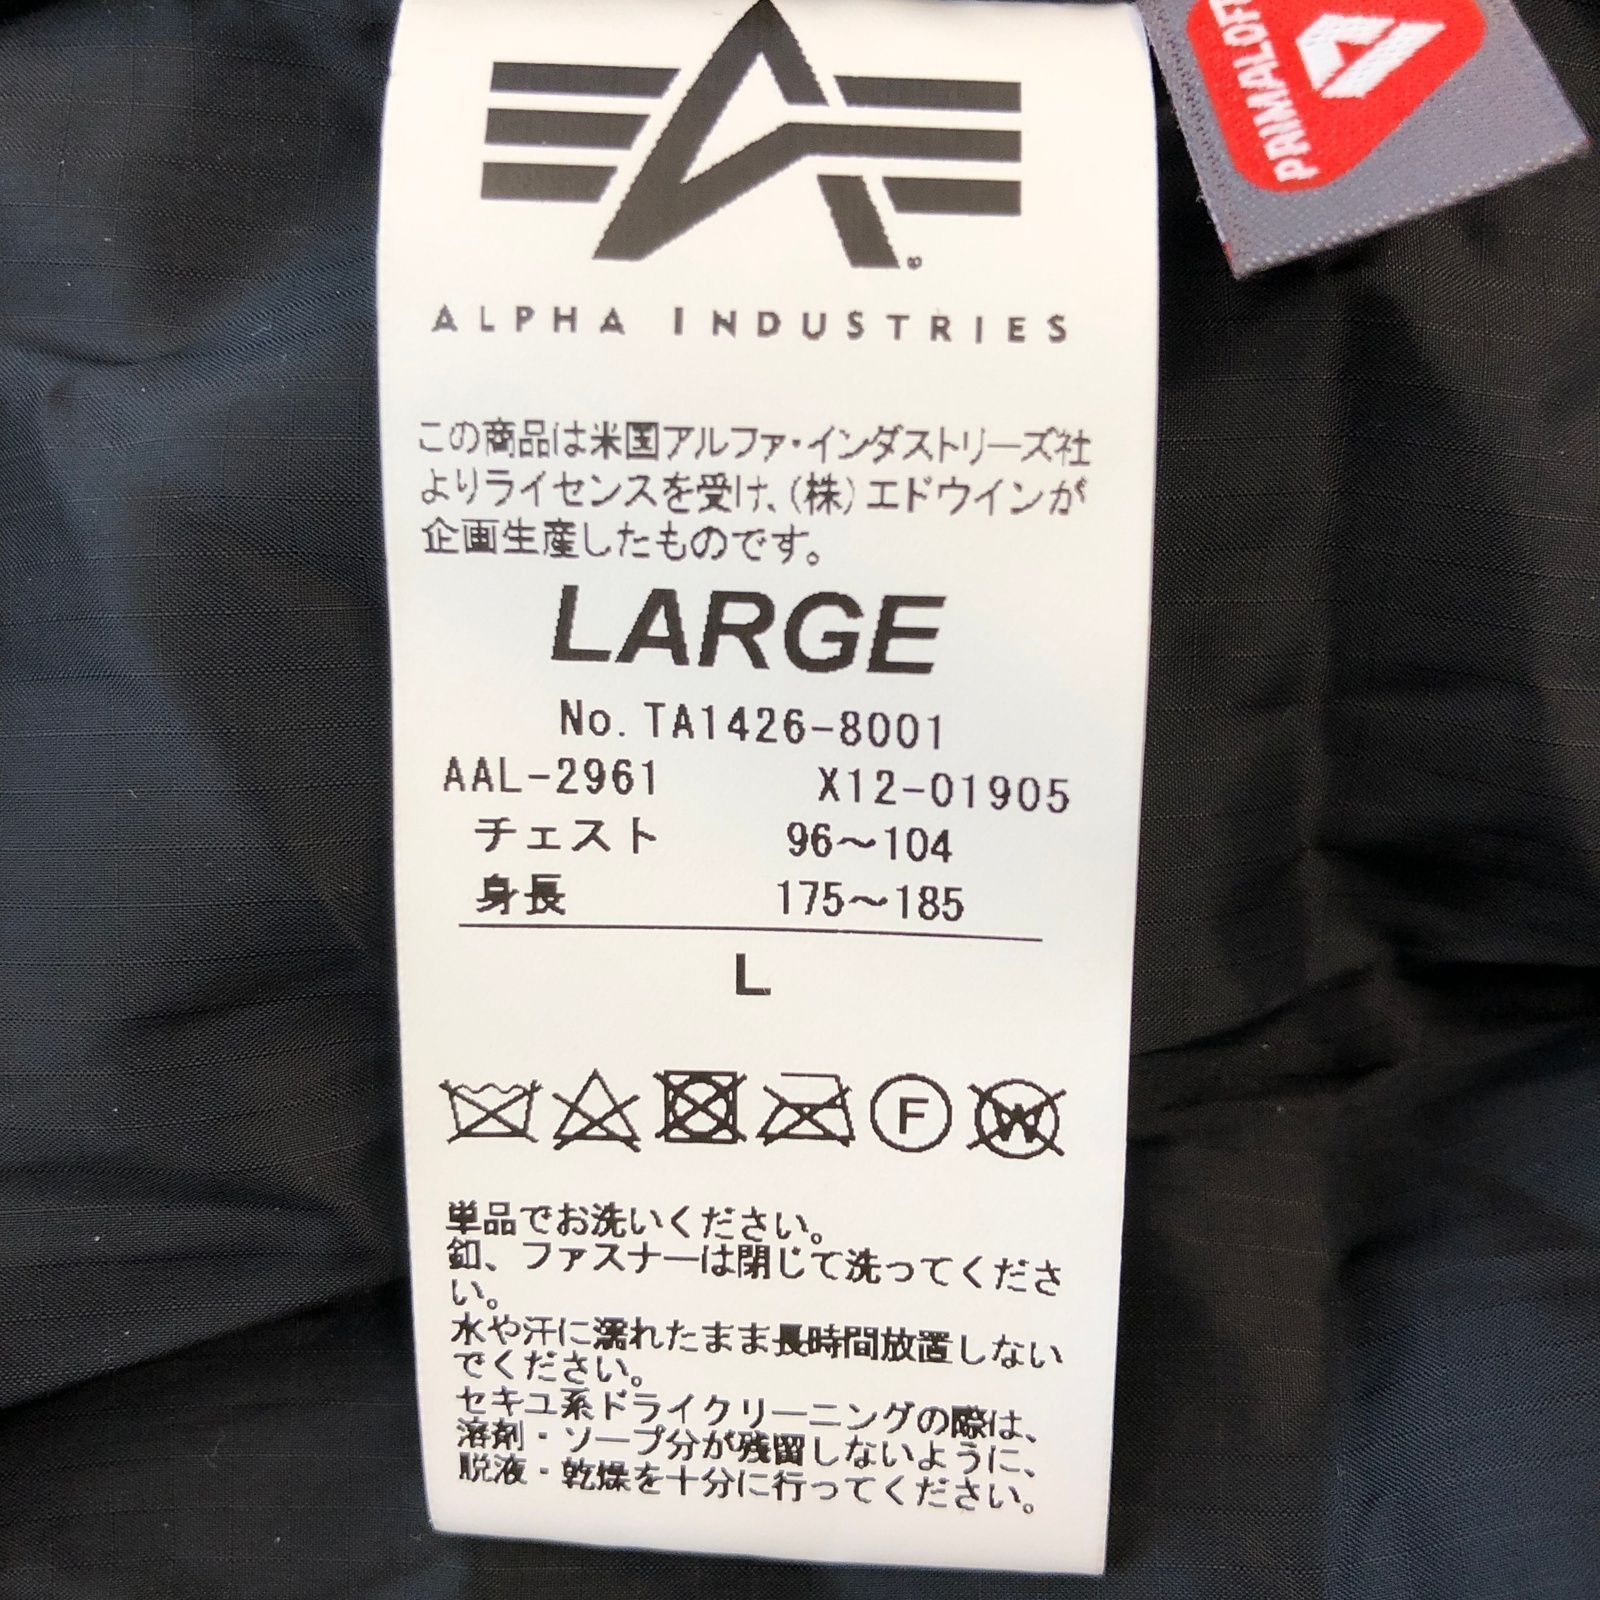 PRIMALOFT
ALPHA INDUSTRIES
この商品は米国アルファ・インダストリーズ社
よりライセンスを受け、(株)エドウインが
企画生産したものです。
LARGE
No. TA1426-8001
AAL-2961 X12-01905
チェスト 96～104
身長 175～185
L
F W
単品でお洗いください。
釦、ファスナーは閉じて洗ってくださ
い。
水や汗に濡れたまま長時間放置しない
でください。
セキユ系ドライクリーニングの際は、
溶剤・ソープ分が残留しないように、
脱液・乾燥を十分に行ってください。